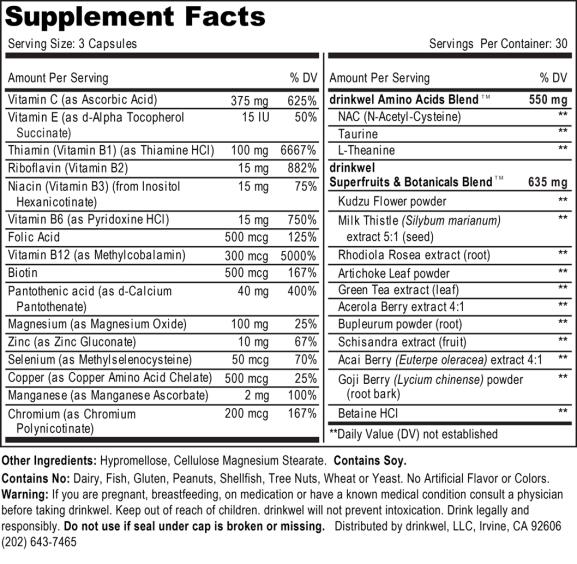 Supplement Facts
Serving Size: 3 Capsules
Servings Per Container: 30
Amount Per Serving % DV
Vitamin C (as Ascorbic Acid) 375 mg 625%
Vitamin E (as d-Alpha Tocopherol 15 IU 50%
Succinate)
Thiamin (Vitamin B1) (as Thiamine HCl) 100 mg 6667%
Riboflavin (Vitamin B2) 15 mg 882%
Niacin (Vitamin B3) (from Inositol 15 mg 75%
Hexanicotinate)
Vitamin B6 (as Pyridoxine HCl) 15 mg 750%
Folic Acid 500 mcg 125%
Vitamin B12 (as Methylcobalamin) 300 mcg 5000%
Biotin 500 mcg 167%
Pantothenic acid (as d-Calcium 40 mg 400%
Pantothenate)
Magnesium (as Magnesium Oxide) 100 mg 25%
Zinc (as Zinc Gluconate) 10 mg 67%
Selenium (as Methylselenocysteine) 50 mcg 70%
Copper (as Copper Amino Acid Chelate) 500 mcg 25%
Manganese (as Manganese Ascorbate) 2 mg 100%
Chromium (as Chromium 200 mcg 167%
Polynicotinate)
Amount Per Serving % DV
drinkwel Amino Acids Blend™ 550 mg
NAC (N-Acetyl-Cysteine) **
Taurine **
L-Theanine **
drinkwel
Superfruits & Botanicals Blend™ 635 mg
Kudzu Flower powder **
Milk Thistle (Silybum marianum) **
extract 5:1 (seed)
Rhodiola Rosea extract (root) **
Artichoke Leaf powder **
Green Tea extract (leaf) **
Acerola Berry extract 4:1 **
Bupleurum powder (root) **
Schisandra extract (fruit) **
Acai Berry (Euterpe oleracea) extract 4:1 **
Goji Berry (Lycium chinense) powder **
(root bark)
Betaine HCl **
**Daily Value (DV) not established
Other Ingredients: Hypromellose, Cellulose Magnesium Stearate. Contains Soy.
Contains No: Dairy, Fish, Gluten, Peanuts, Shellfish, Tree Nuts, Wheat or Yeast. No Artificial Flavor or Colors.
Warning: If you are pregnant, breastfeeding, on medication or have a known medical condition consult a physician
before taking drinkwel. Keep out of reach of children. drinkwel will not prevent intoxication. Drink legally and
responsibly. Do not use if seal under cap is broken or missing. Distributed by drinkwel, LLC, Irvine, CA 92606
(202) 643-7465